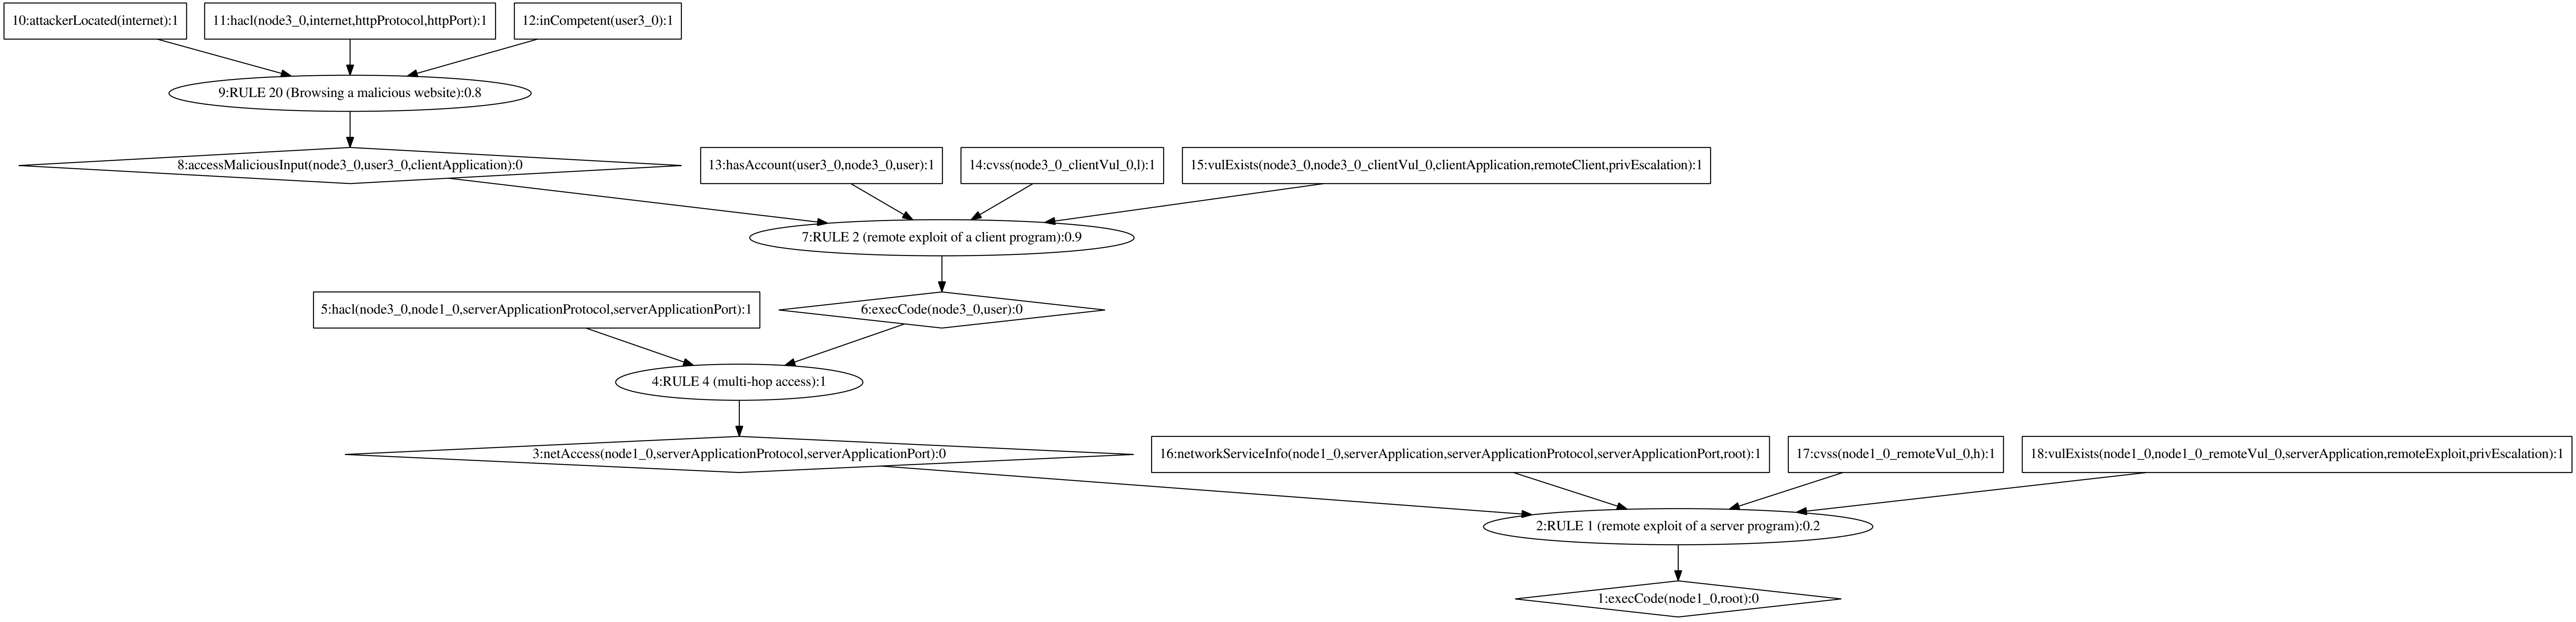 10:attackerLocated(internet):1
11:hacl(node3_0,internet,httpProtocol,httpPort):1
12:inCompetent(user3_0):1
9:RULE 20 (Browsing a malicious website):0.8
8:accessMaliciousInput(node3_0,user3_0,clientApplication):0
13:hasAccount(user3_0,node3_0,user):1
14:cvss(node3_0_clientVul_0,l):1
15:vulExists(node3_0,node3_0_clientVul_0,clientApplication,remoteClient,privEscalation):1
7:RULE 2 (remote exploit of a client program):0.9
5:hacl(node3_0,node1_0,serverApplicationProtocol,serverApplicationPort):1
6:execCode(node3_0,user):0
4:RULE 4 (multi-hop access):1
3:netAccess(node1_0,serverApplicationProtocol,serverApplicationPort):0
16:networkServiceInfo(node1_0,serverApplication,serverApplicationProtocol,serverApplicationPort,root):1
17:cvss(node1_0_remoteVul_0,h):1
18:vulExists(node1_0,node1_0_remoteVul_0,serverApplication,remoteExploit,privEscalation):1
2:RULE 1 (remote exploit of a server program):0.2
1:execCode(node1_0,root):0